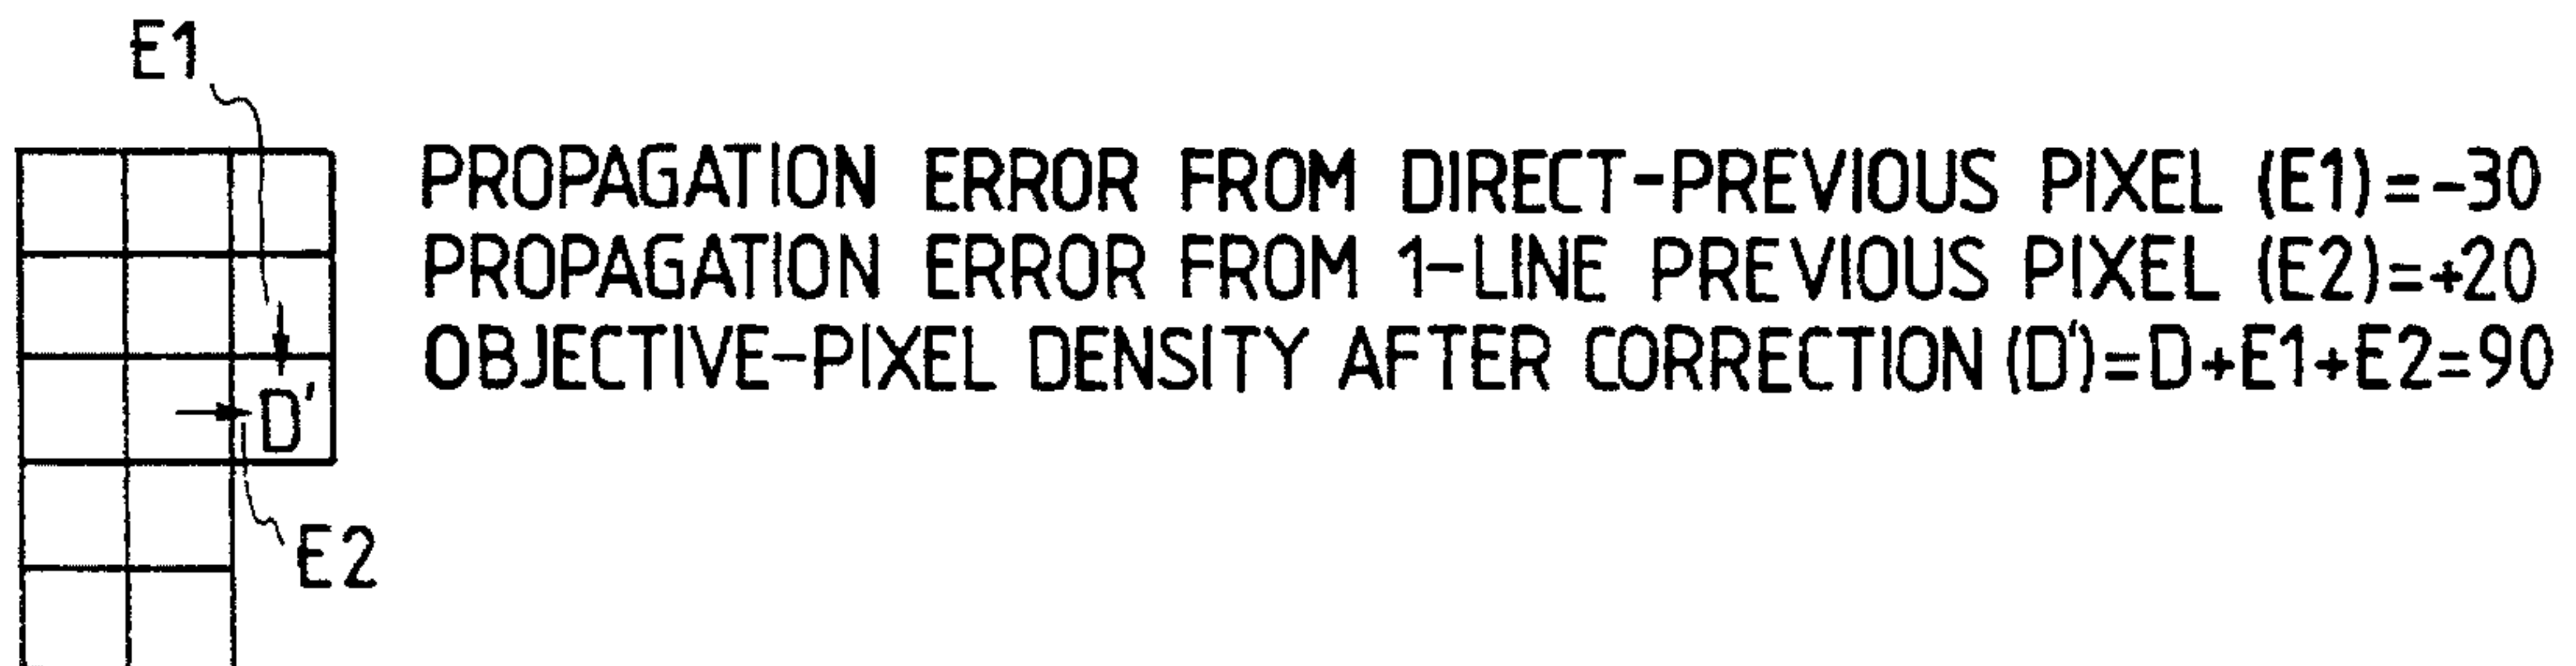 E1
PROPAGATION ERROR FROM DIRECT-PREVIOUS PIXEL (E1)=-30
PROPAGATION ERROR FROM 1-LINE PREVIOUS PIXEL (E2)=+20
OBJECTIVE-PIXEL DENSITY AFTER CORRECTION (D')=D+E1+E2=90
D'
E2